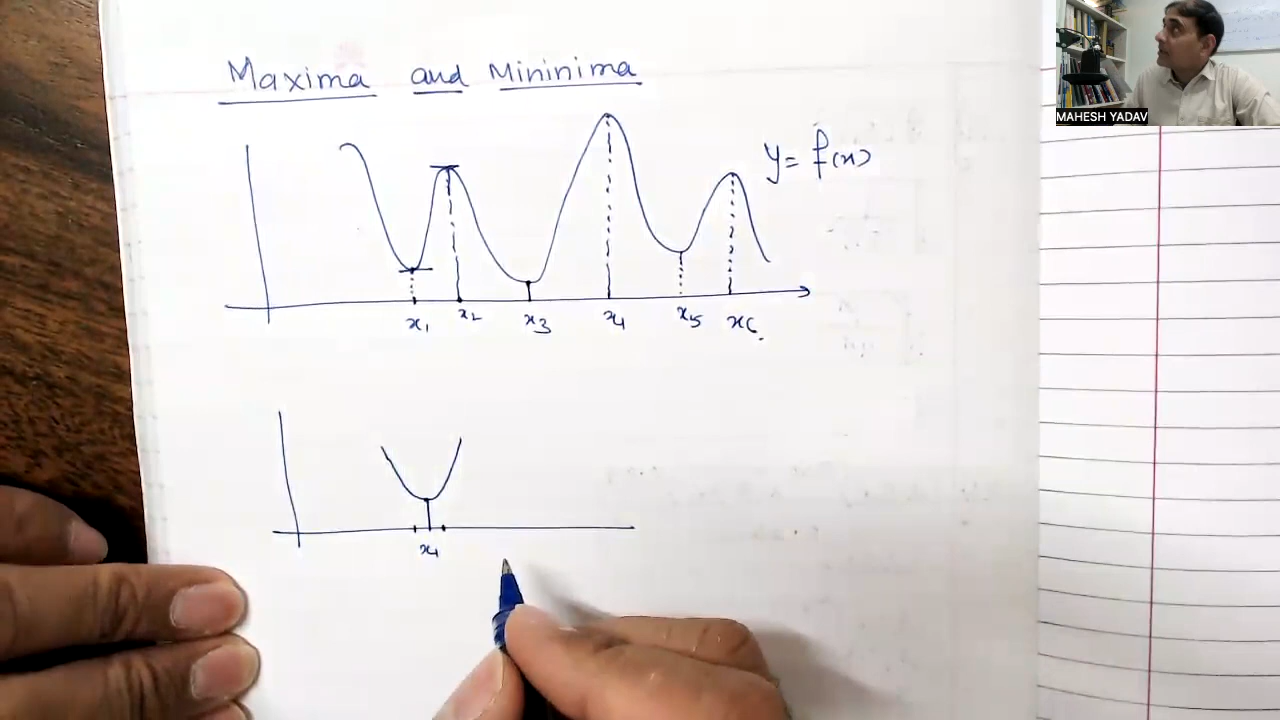 Maxima and Mininima
MAHESH YADAV
y = f(x)
x1 x2 x3 x4 x5 x6
x1